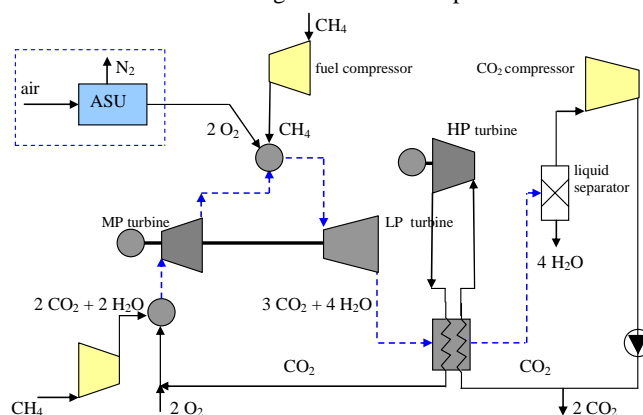 CH₄
N₂
fuel compressor
CO₂ compressor
air
ASU
2 O₂
CH₄
HP turbine
liquid
separator
MP turbine
LP turbine
4 H₂O
2 CO₂ + 2 H₂O
3 CO₂ + 4 H₂O
CO₂
CO₂
CH₄
2 O₂
2 CO₂